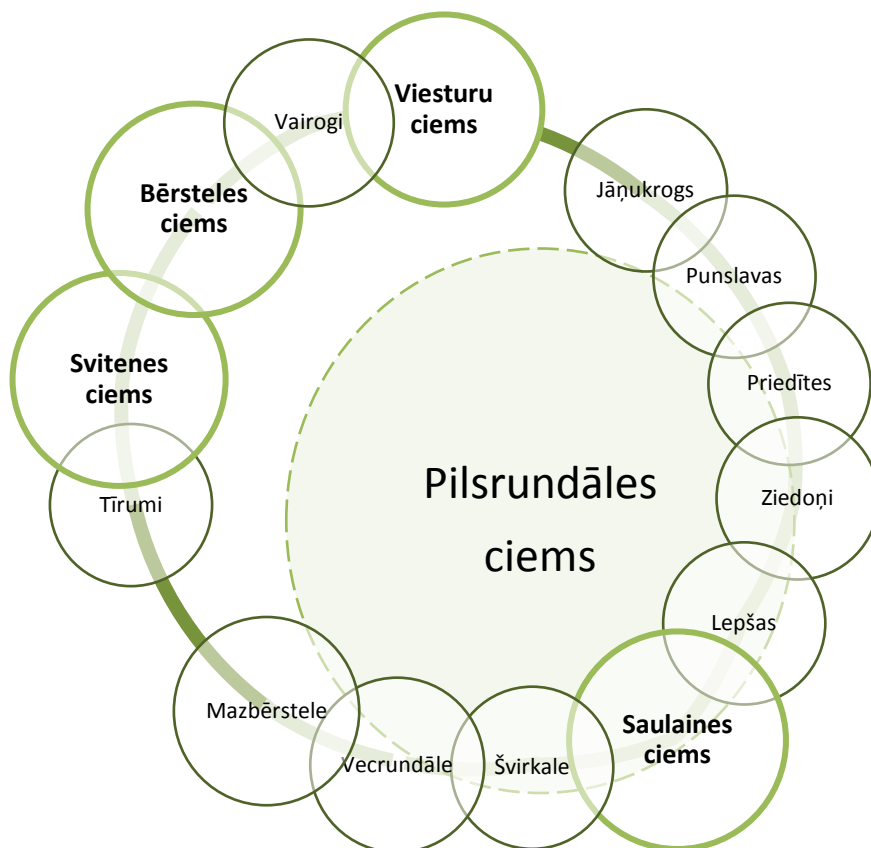 Viesturu
ciems
Vairogi
Jāņukrogs
Bērsteles
ciems
Punslavas
Svitenes
ciems
Priedītes
Pilsrundāles
ciems
Ziedoņi
Tīrumi
Lepšas
Mazbērstele
Saulaines
ciems
Vecrundāle
Švirkale